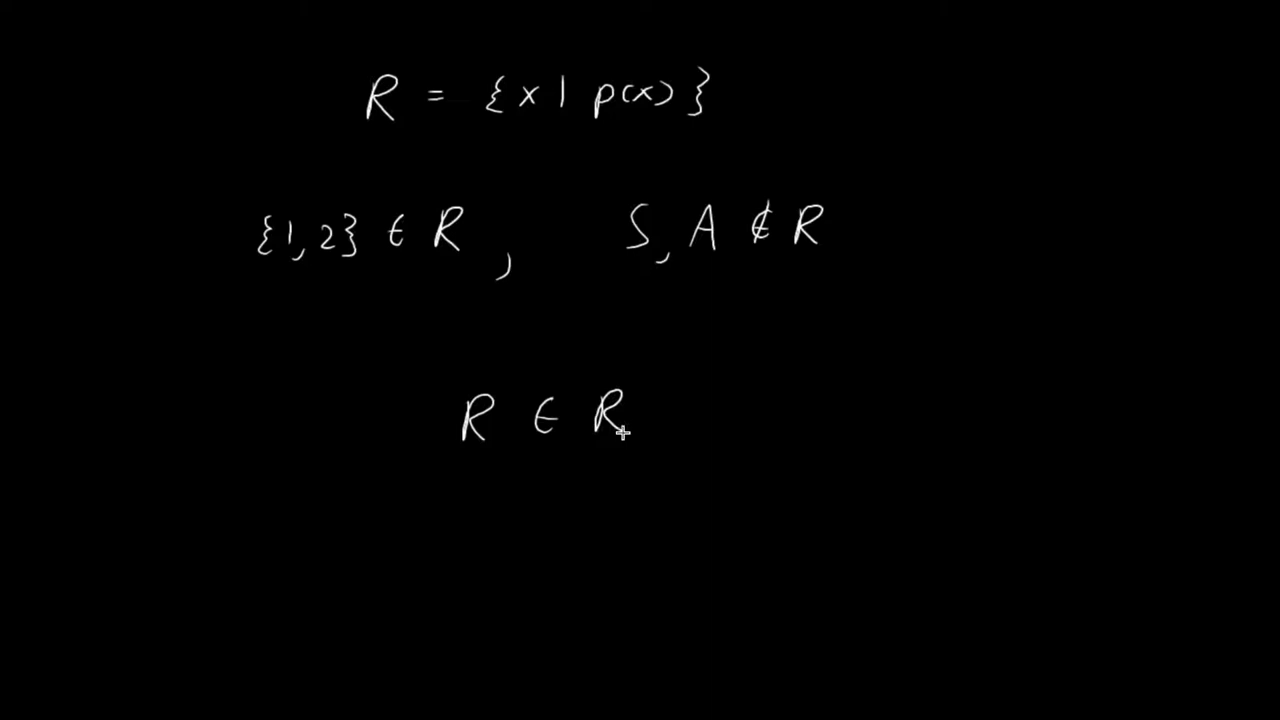 R = {x | p(x)}
{1,2} ∈ R, S, A ∉ R
R ∈ R